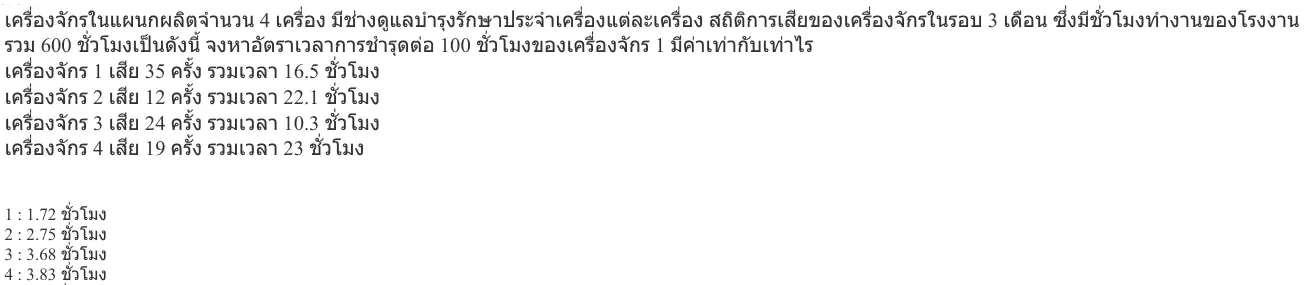 เครื่องจักรในแผนกผลิตจำนวน 4 เครื่อง มีช่างดูแลบำรุงรักษาประจำเครื่องแต่ละเครื่อง สถิติการเสียของเครื่องจักรในรอบ 3 เดือน ซึ่งมีชั่วโมงทำงานของโรงงาน
รวม 600 ชั่วโมงเป็นดังนี้ จงหาอัตราเวลาการชำรุดต่อ 100 ชั่วโมงของเครื่องจักร 1 มีค่าเท่ากับเท่าไร
เครื่องจักร 1 เสีย 35 ครั้ง รวมเวลา 16.5 ชั่วโมง
เครื่องจักร 2 เสีย 12 ครั้ง รวมเวลา 22.1 ชั่วโมง
เครื่องจักร 3 เสีย 24 ครั้ง รวมเวลา 10.3 ชั่วโมง
เครื่องจักร 4 เสีย 19 ครั้ง รวมเวลา 23 ชั่วโมง
1 : 1.72 ชั่วโมง
2 : 2.75 ชั่วโมง
3 : 3.68 ชั่วโมง
4 : 3.83 ชั่วโมง